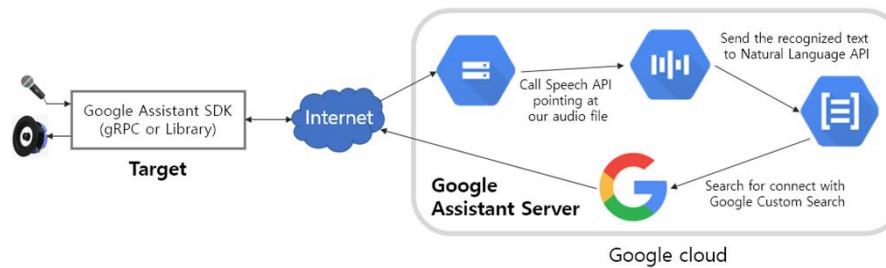 Google Assistant SDK
(gRPC or Library)
Target
Internet
Call Speech API
pointing at
our audio file
Send the recognized text
to Natural Language API
Search for connect with
Google Custom Search
Google
Assistant Server
Google cloud